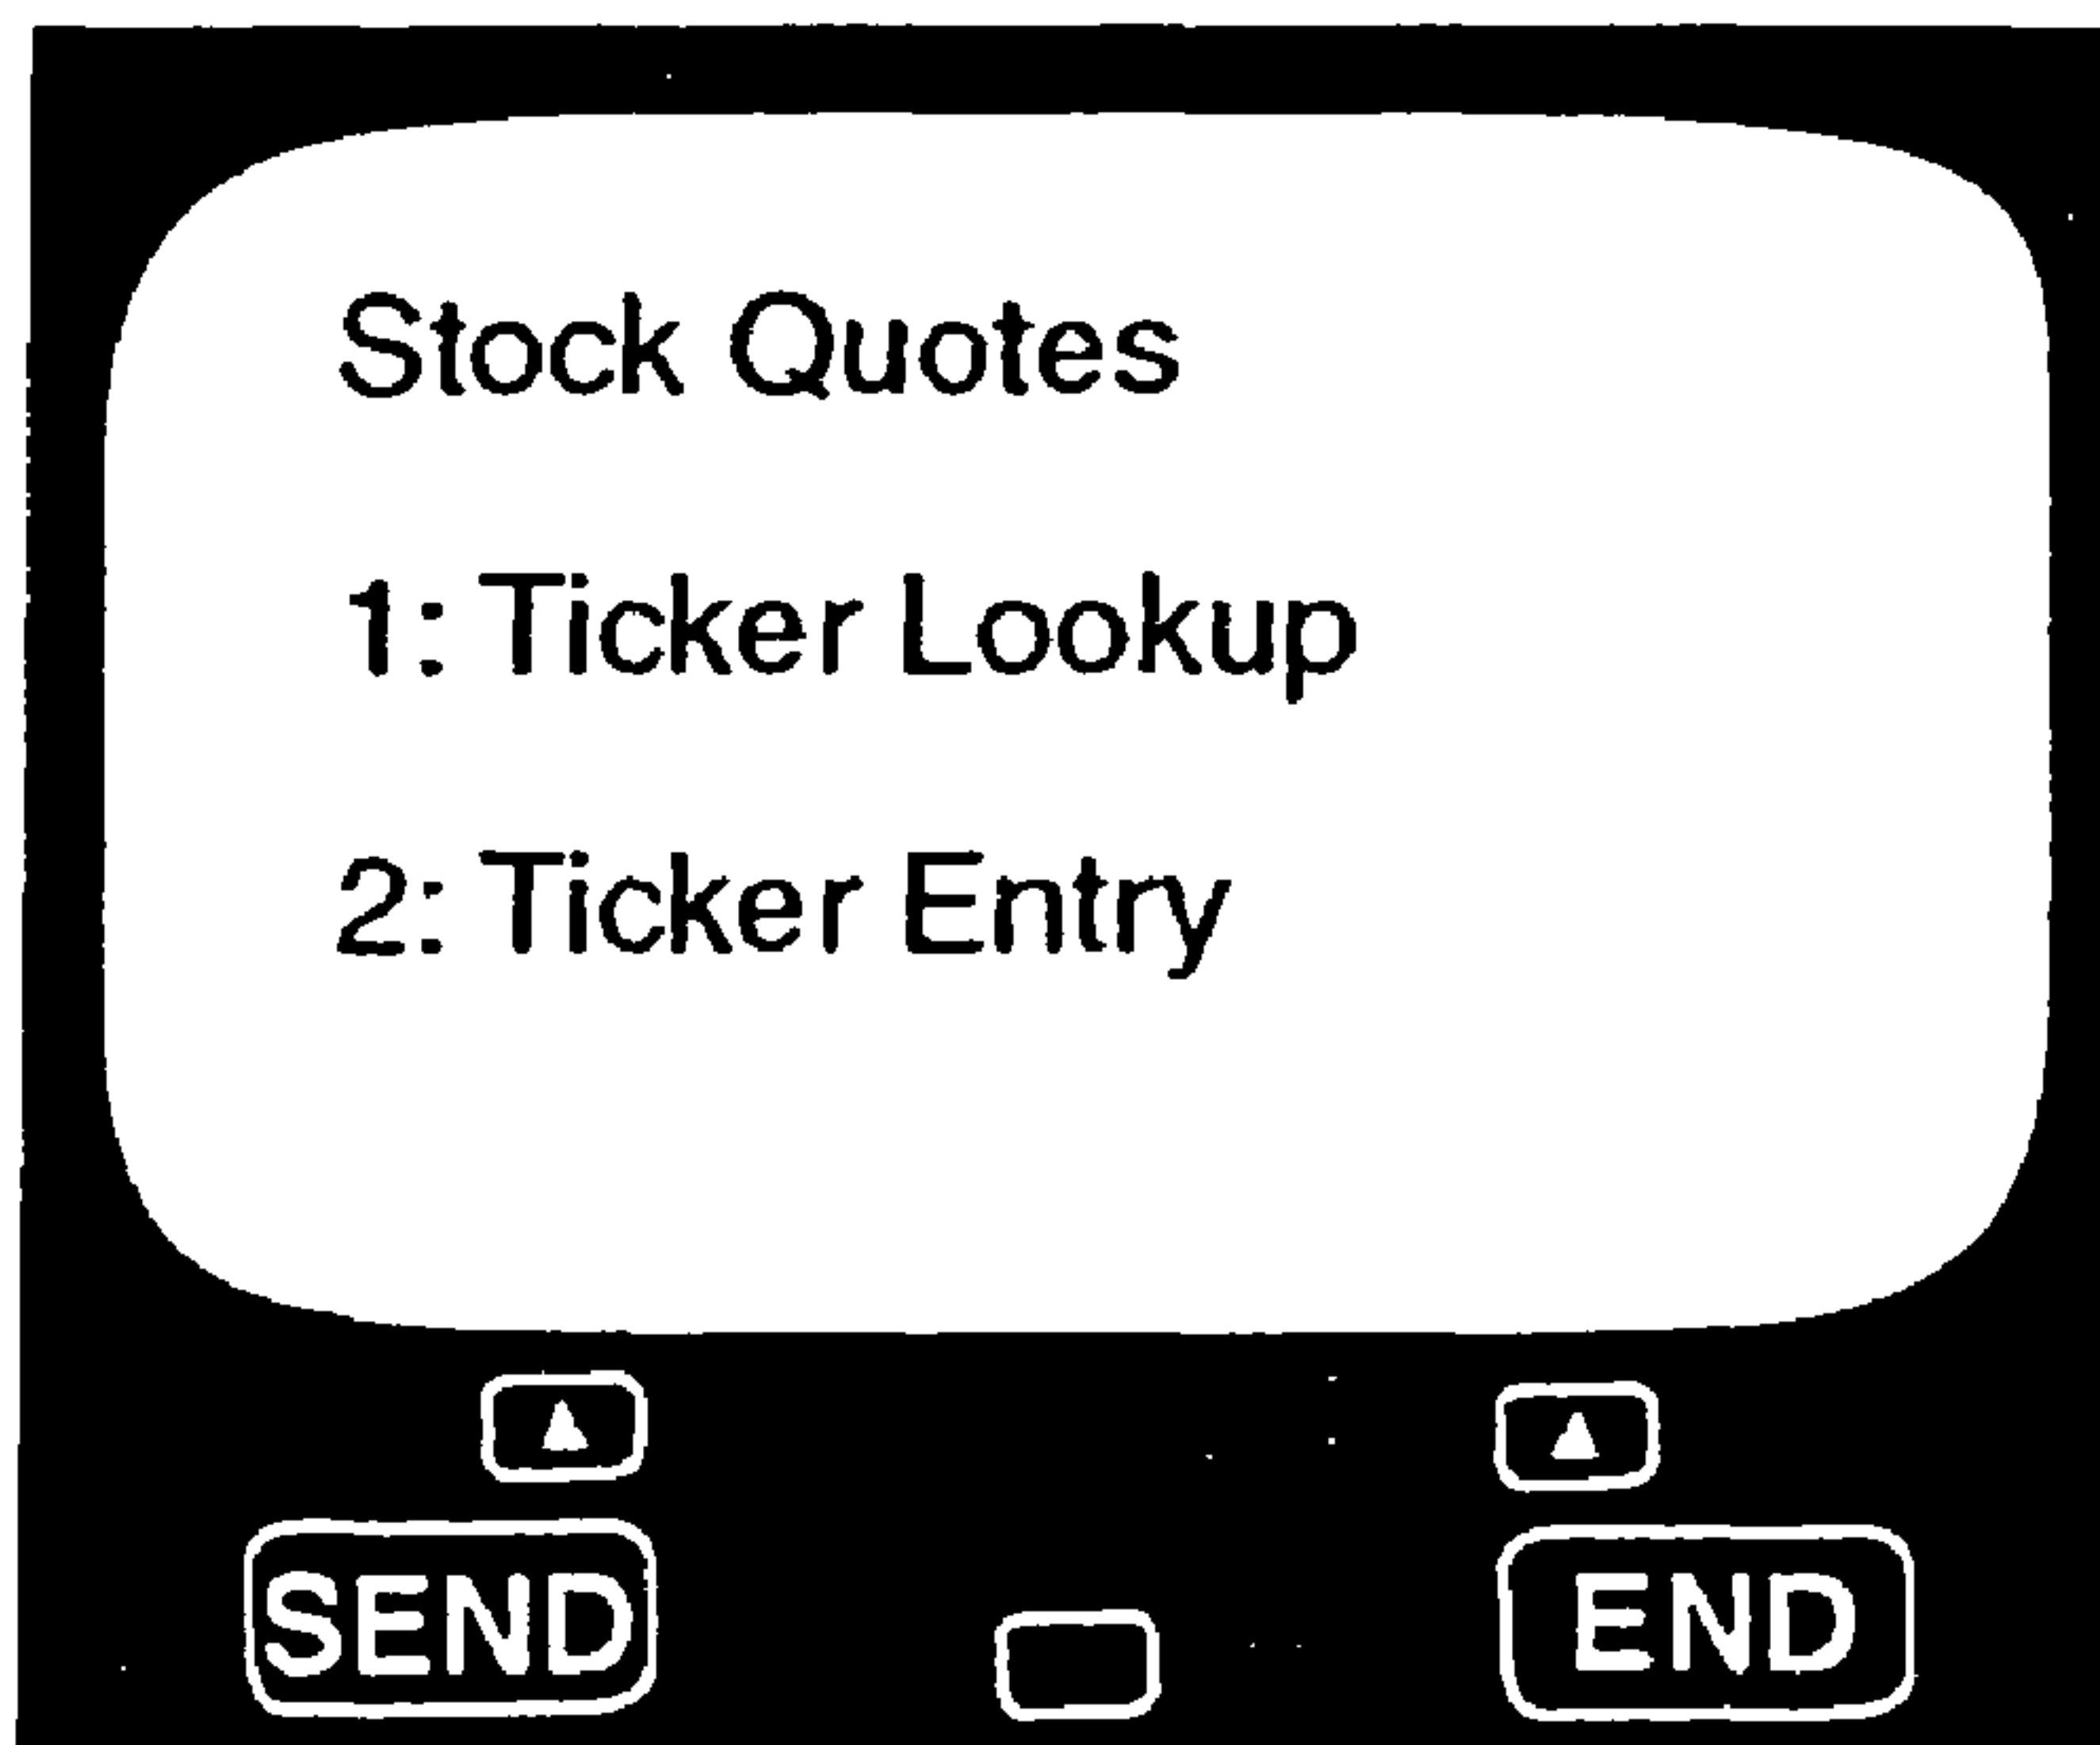 Stock Quotes
1: Ticker Lookup
2: Ticker Entry
SEND
END